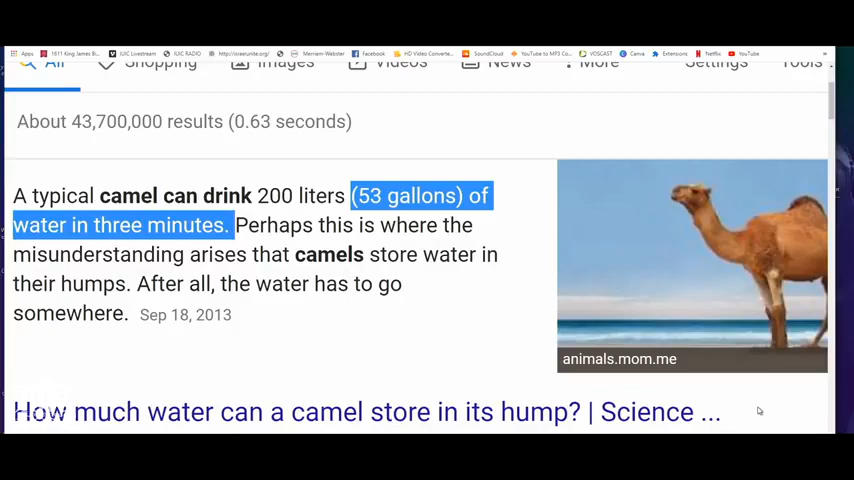 Apps 1611 King James Bi... IUIC Livestream IUIC RADIO http://israelunite.org/ Merriam-Webster Facebook HD Video Converte... SoundCloud YouTube to MP3 Co... VOSCAST Canva Extensions Netflix YouTube »
All Shopping Images Videos News More Settings Tools
About 43,700,000 results (0.63 seconds)
A typical camel can drink 200 liters (53 gallons) of
water in three minutes. Perhaps this is where the
misunderstanding arises that camels store water in
their humps. After all, the water has to go
somewhere. Sep 18, 2013
animals.mom.me
How much water can a camel store in its hump? | Science ...